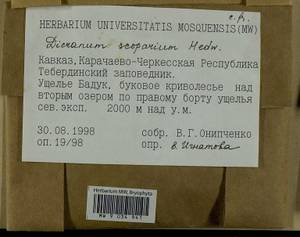 с.к.
HERBARIUM UNIVERSITATIS MOSQUENSIS(MW)
Dicranum scoparium Hedw.
Кавказ,Карачаево-Черкесская Республика
Тебердинский заповедник.
Ущелье Бадук, буковое криволесье над
вторым озером по правому борту ущелья
сев.эксп. 2000 м над у.м.
30.08.1998 собр. В.Г.Онипченко
оп.19/98 опр. Е. Игнатова
Herbarium MW, Bryophyta